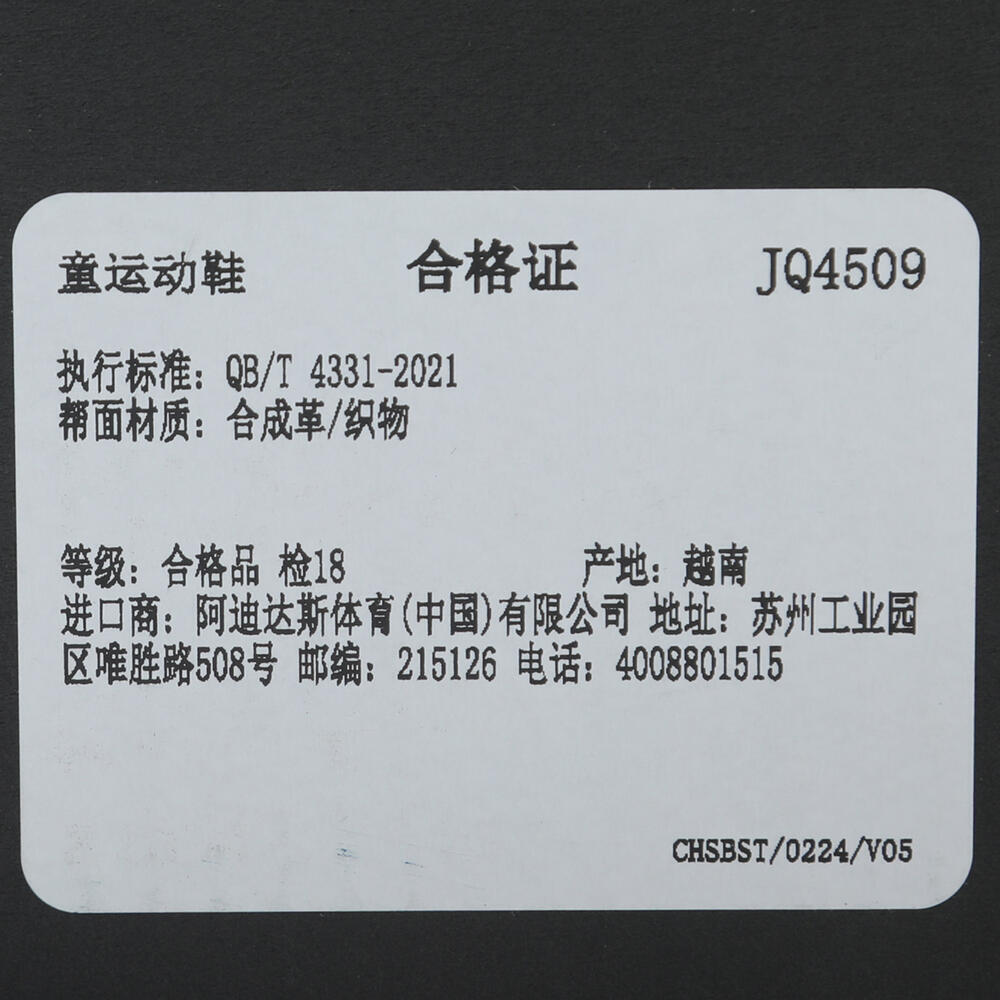 童运动鞋 合格证 JQ4509
执行标准：QB/T 4331-2021
帮面材质：合成革/织物
等级：合格品 检18 产地：越南
进口商：阿迪达斯体育(中国)有限公司 地址：苏州工业园
区唯胜路508号 邮编：215126 电话：4008801515
CHSBST/0224/V05